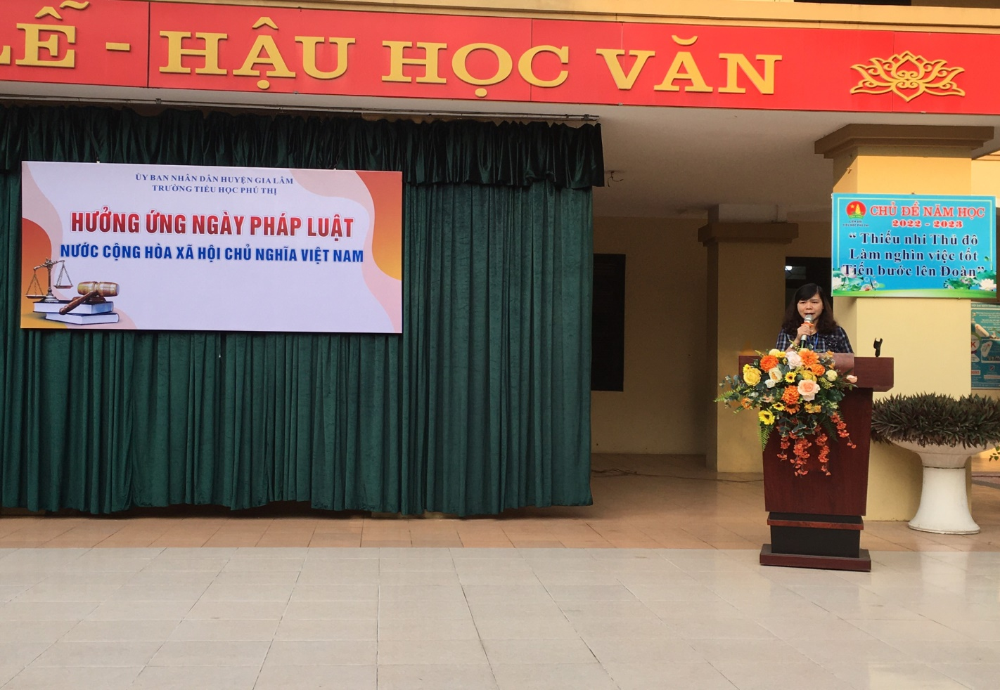 LỄ - HẬU HỌC VĂN
ỦY BAN NHÂN DÂN HUYỆN GIA LÂM
TRƯỜNG TIỂU HỌC PHÚ THỊ
HƯỞNG ỨNG NGÀY PHÁP LUẬT
NƯỚC CỘNG HÒA XÃ HỘI CHỦ NGHĨA VIỆT NAM
CHỦ ĐỀ NĂM HỌC
2022 - 2023
“ Thiếu nhi Thủ đô
Làm nghìn việc tốt
Tiến bước lên Đoàn”